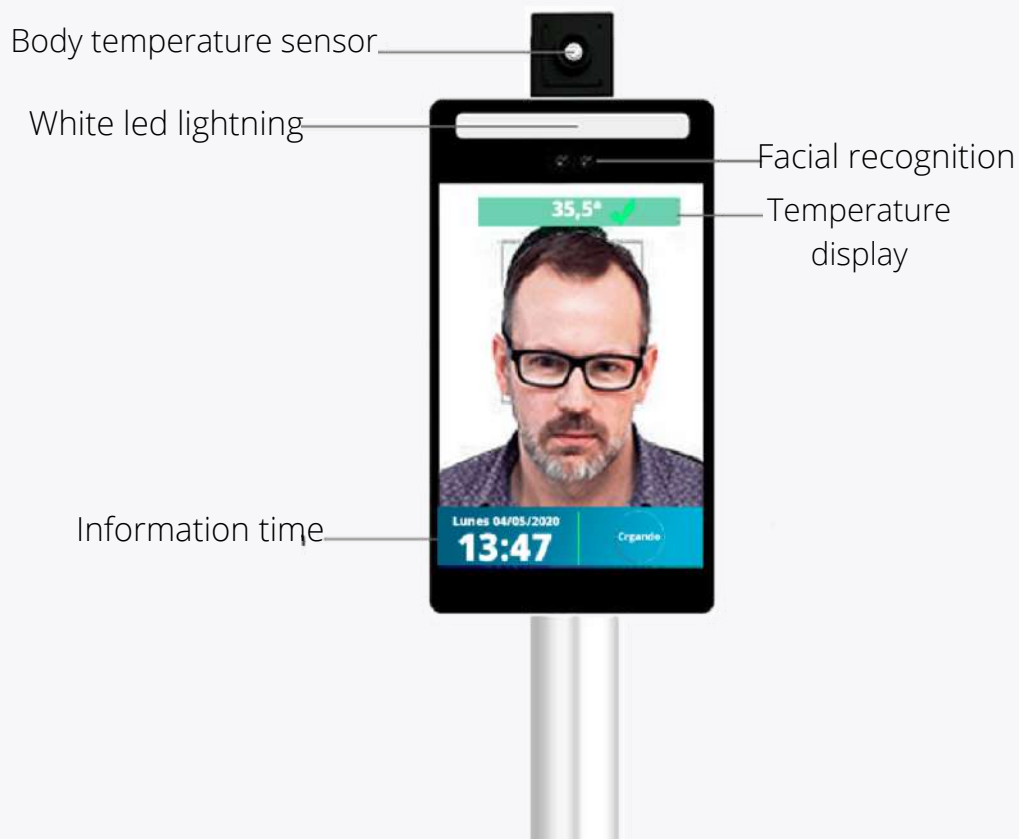 Body temperature sensor
White led lightning
Facial recognition
Temperature
display
35,5ª
Information time
Lunes 04/05/2020
13:47
Crgando